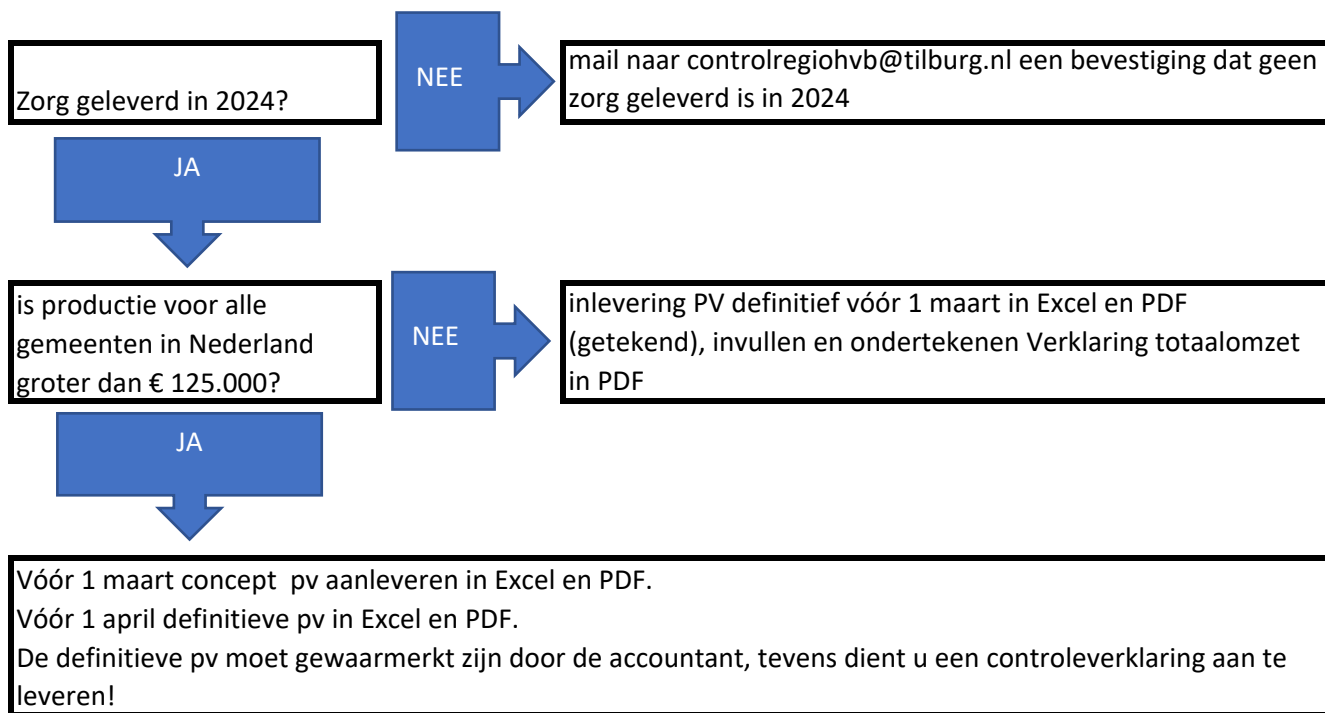 Zorg geleverd in 2024?
NEE
mail naar controlregiohvb@tilburg.nl een bevestiging dat geen
zorg geleverd is in 2024
JA
is productie voor alle
gemeenten in Nederland
groter dan € 125.000?
NEE
inlevering PV definitief vóór 1 maart in Excel en PDF
(getekend), invullen en ondertekenen Verklaring totaalomzet
in PDF
JA
Vóór 1 maart concept  pv aanleveren in Excel en PDF.
Vóór 1 april definitieve pv in Excel en PDF.
De definitieve pv moet gewaarmerkt zijn door de accountant, tevens dient u een controleverklaring aan te
leveren!